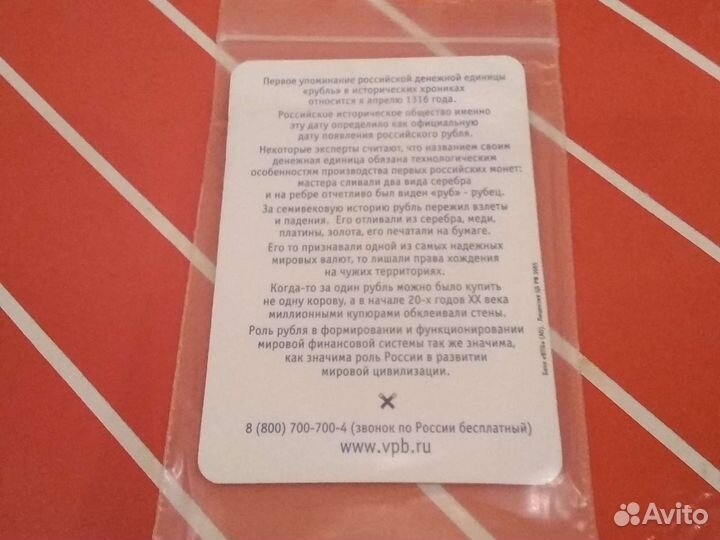 Первое упоминание российской денежной единицы
«рубль» в исторических хрониках
относится к апрелю 1316 года.
Российское историческое общество именно
эту дату определило как официальную
дату появления российского рубля.
Некоторые эксперты считают, что названием своим
денежная единица обязана технологическим
особенностям производства первых российских монет:
мастера сливали два вида серебра
и на ребре отчетливо был виден «руб» - рубец.
За семивековую историю рубль пережил взлеты
и падения. Его отливали из серебра, меди,
платины, золота, его печатали на бумаге.
Его то признавали одной из самых надежных
мировых валют, то лишали права хождения
на чужих территориях.
Когда-то за один рубль можно было купить
не одну корову, а в начале 20-х годов XX века
миллионными купюрами обклеивали стены.
Роль рубля в формировании и функционировании
мировой финансовой системы так же значима,
как значима роль России в развитии
мировой цивилизации.
8 (800) 700-700-4 (звонок по России бесплатный)
www.vpb.ru
Банк «ВПБ» (АО). Лицензия ЦБ РФ 3065
Avito